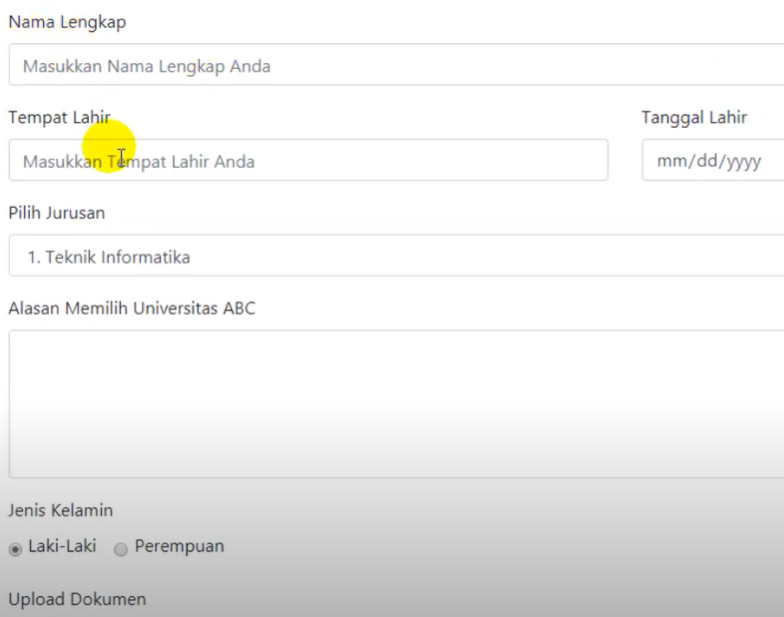 Nama Lengkap
Masukkan Nama Lengkap Anda
Tempat Lahir
Tanggal Lahir
Masukkan Tempat Lahir Anda
mm/dd/yyyy
Pilih Jurusan
1. Teknik Informatika
Alasan Memilih Universitas ABC
Jenis Kelamin
Laki-Laki
Perempuan
Upload Dokumen